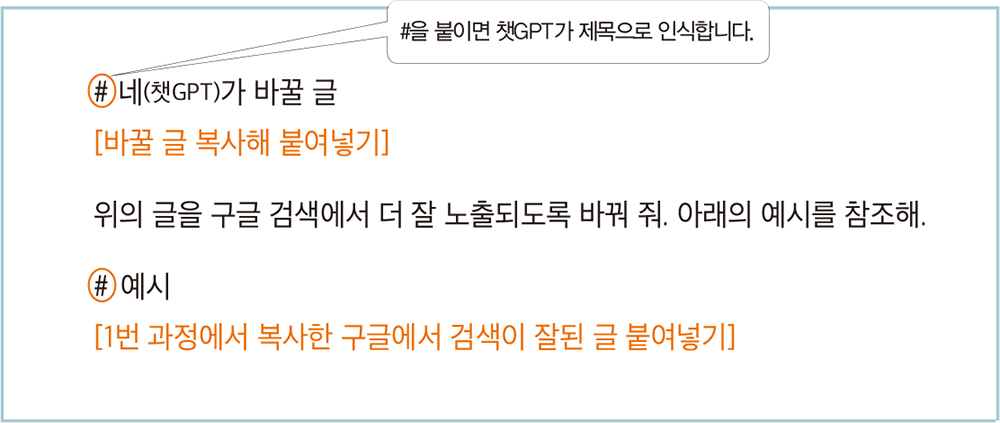 #을 붙이면 챗GPT가 제목으로 인식합니다.
# 네(챗GPT)가 바꿀 글
[바꿀 글 복사해 붙여넣기]
위의 글을 구글 검색에서 더 잘 노출되도록 바꿔 줘. 아래의 예시를 참조해.
# 예시
[1번 과정에서 복사한 구글에서 검색이 잘된 글 붙여넣기]